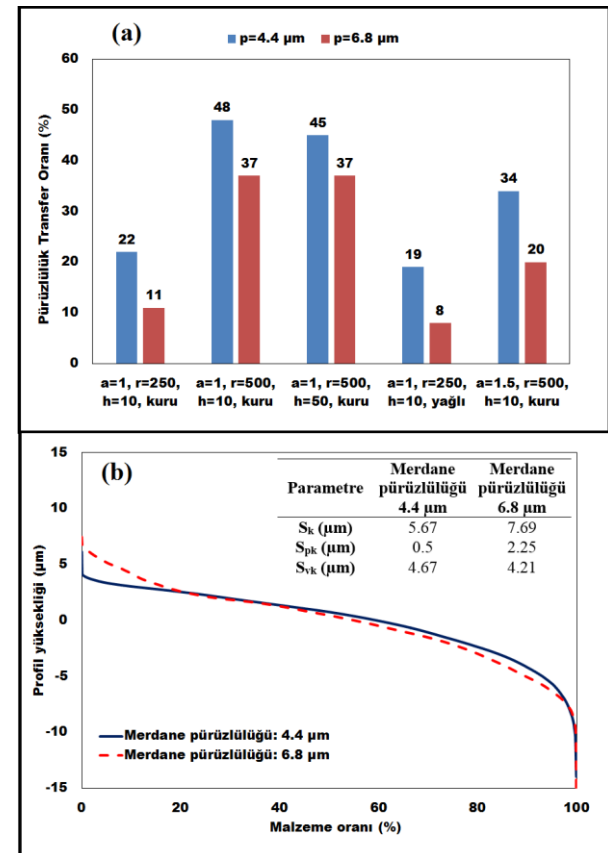 (a)
p=4.4 µm p=6.8 µm
Pürüzlülük Transfer Oranı (%)
60
50
40
30
20
10
0
22
11
48
37
45
37
19
8
34
20
a=1, r=250, h=10, kuru
a=1, r=500, h=10, kuru
a=1, r=500, h=50, kuru
a=1, r=250, h=10, yağlı
a=1.5, r=500, h=10, kuru
(b)
Profil yüksekliği (µm)
15
10
5
0
-5
-10
-15
Parametre Merdane pürüzlülüğü 4.4 µm Merdane pürüzlülüğü 6.8 µm
Sk (µm) 5.67 7.69
Spk (µm) 0.5 2.25
Svk (µm) 4.67 4.21
Merdane pürüzlülüğü: 4.4 µm
Merdane pürüzlülüğü: 6.8 µm
0 20 40 60 80 100
Malzeme oranı (%)